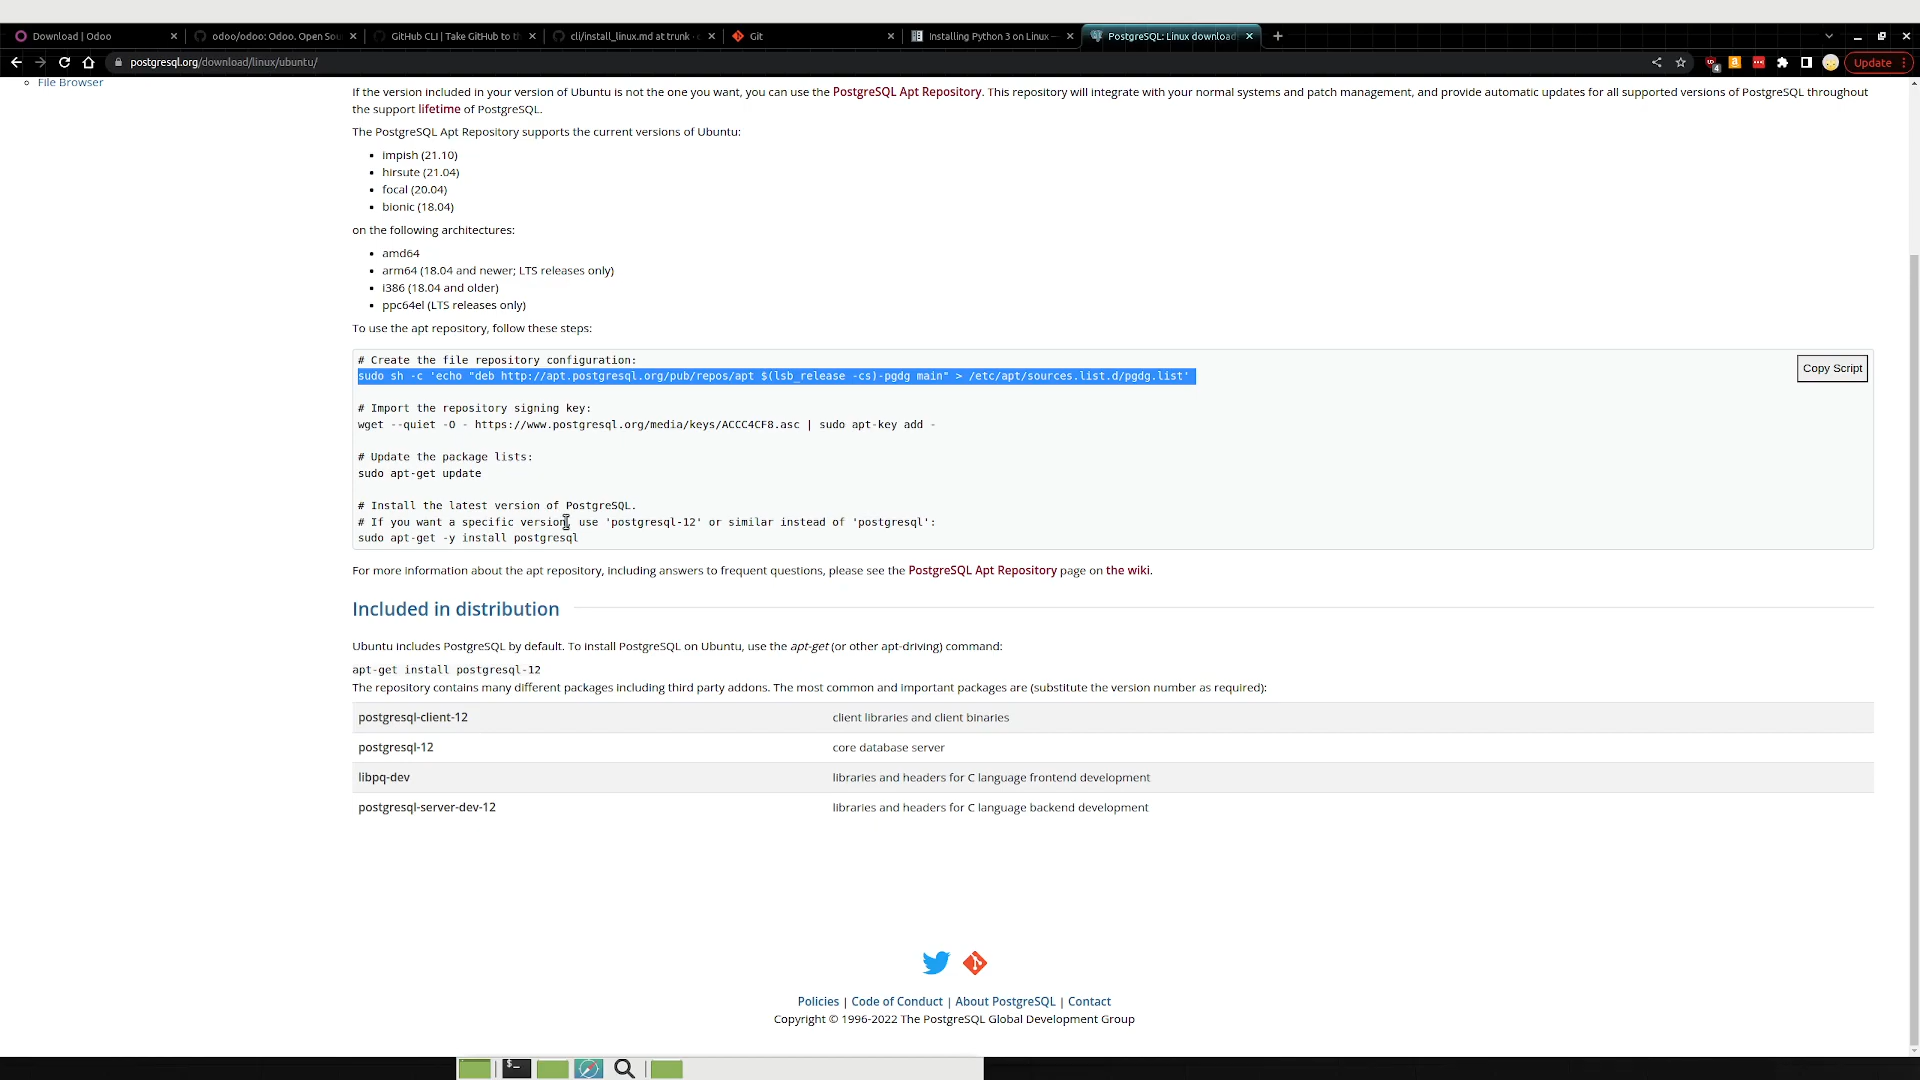 Download | Odoo
odoo/odoo: Odoo. Open Sou
GitHub CLI | Take GitHub to th
cli/install_linux.md at trunk ·
Git
Installing Python 3 on Linux —
PostgreSQL: Linux download
postgresql.org/download/linux/ubuntu/
4
Update
File Browser
If the version included in your version of Ubuntu is not the one you want, you can use the PostgreSQL Apt Repository. This repository will integrate with your normal systems and patch management, and provide automatic updates for all supported versions of PostgreSQL throughout
the support lifetime of PostgreSQL.
The PostgreSQL Apt Repository supports the current versions of Ubuntu:
impish (21.10)
hirsute (21.04)
focal (20.04)
bionic (18.04)
on the following architectures:
amd64
arm64 (18.04 and newer; LTS releases only)
i386 (18.04 and older)
ppc64el (LTS releases only)
To use the apt repository, follow these steps:
# Create the file repository configuration:
sudo sh -c 'echo "deb http://apt.postgresql.org/pub/repos/apt $(lsb_release -cs)-pgdg main" > /etc/apt/sources.list.d/pgdg.list'
Copy Script
# Import the repository signing key:
wget --quiet -O - https://www.postgresql.org/media/keys/ACCC4CF8.asc | sudo apt-key add -
# Update the package lists:
sudo apt-get update
# Install the latest version of PostgreSQL.
# If you want a specific version, use 'postgresql-12' or similar instead of 'postgresql':
sudo apt-get -y install postgresql
For more information about the apt repository, including answers to frequent questions, please see the PostgreSQL Apt Repository page on the wiki.
Included in distribution
Ubuntu includes PostgreSQL by default. To install PostgreSQL on Ubuntu, use the apt-get (or other apt-driving) command:
apt-get install postgresql-12
The repository contains many different packages including third party addons. The most common and important packages are (substitute the version number as required):
postgresql-client-12 client libraries and client binaries
postgresql-12 core database server
libpq-dev libraries and headers for C language frontend development
postgresql-server-dev-12 libraries and headers for C language backend development
Policies | Code of Conduct | About PostgreSQL | Contact
Copyright © 1996-2022 The PostgreSQL Global Development Group